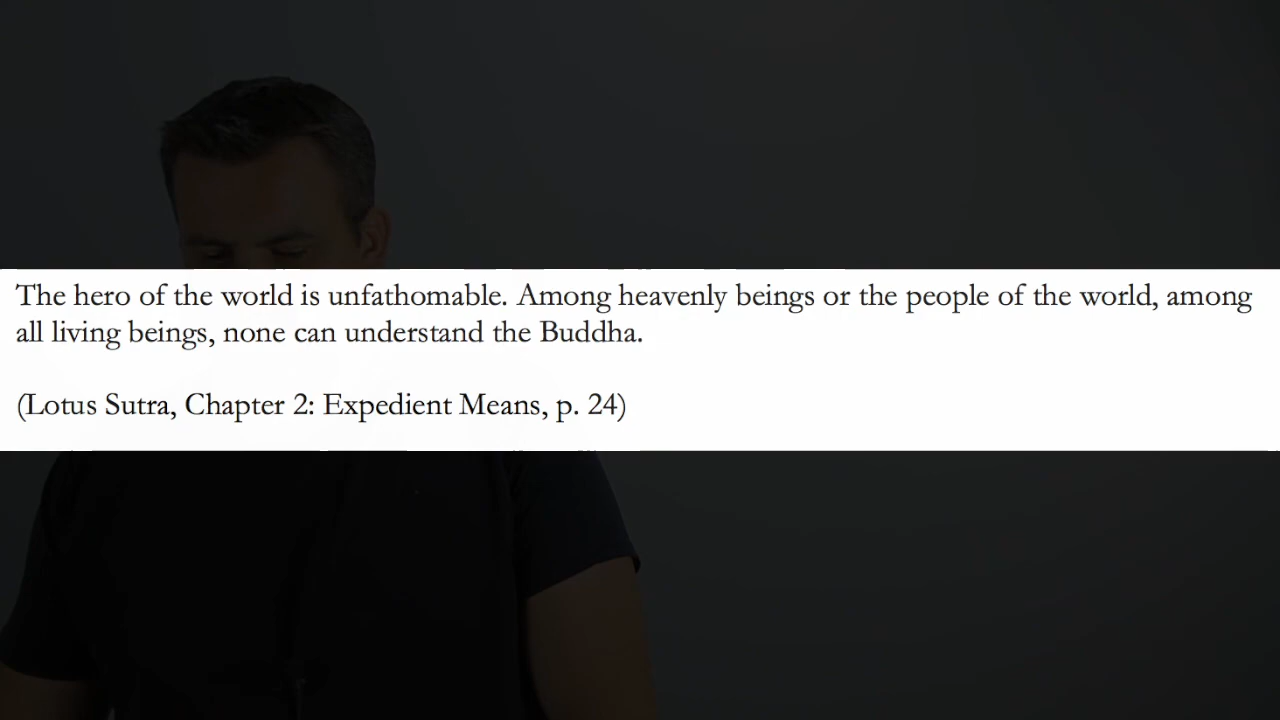 The hero of the world is unfathomable. Among heavenly beings or the people of the world, among
all living beings, none can understand the Buddha.
(Lotus Sutra, Chapter 2: Expedient Means, p. 24)